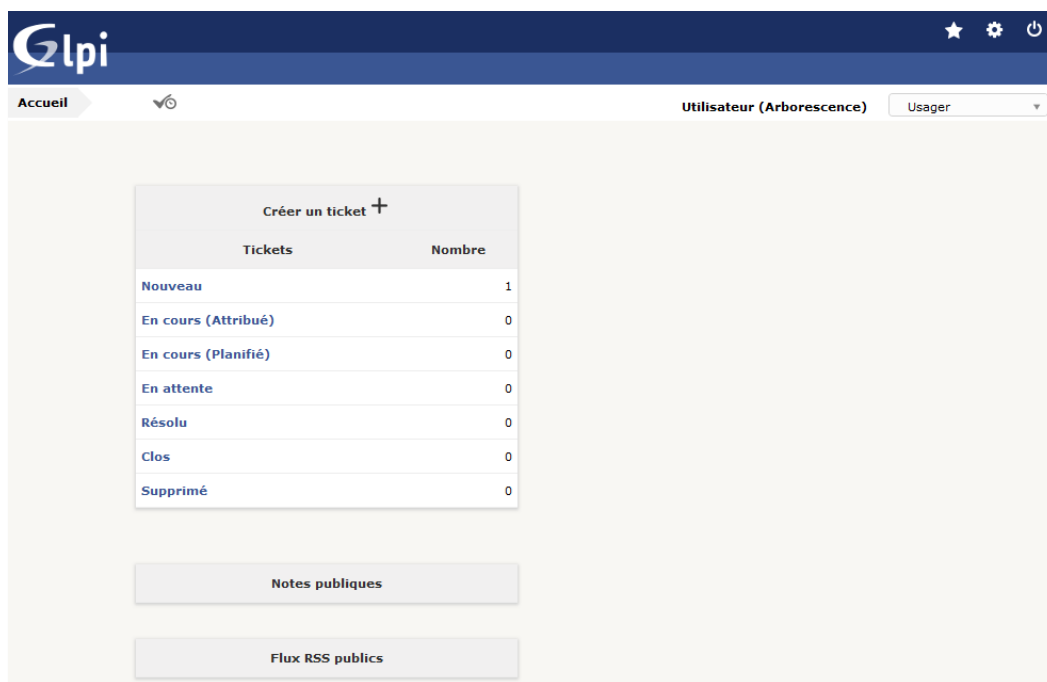 Glpi
Accueil
Utilisateur (Arborescence) Usager
Créer un ticket +
Tickets Nombre
Nouveau 1
En cours (Attribué) 0
En cours (Planifié) 0
En attente 0
Résolu 0
Clos 0
Supprimé 0
Notes publiques
Flux RSS publics